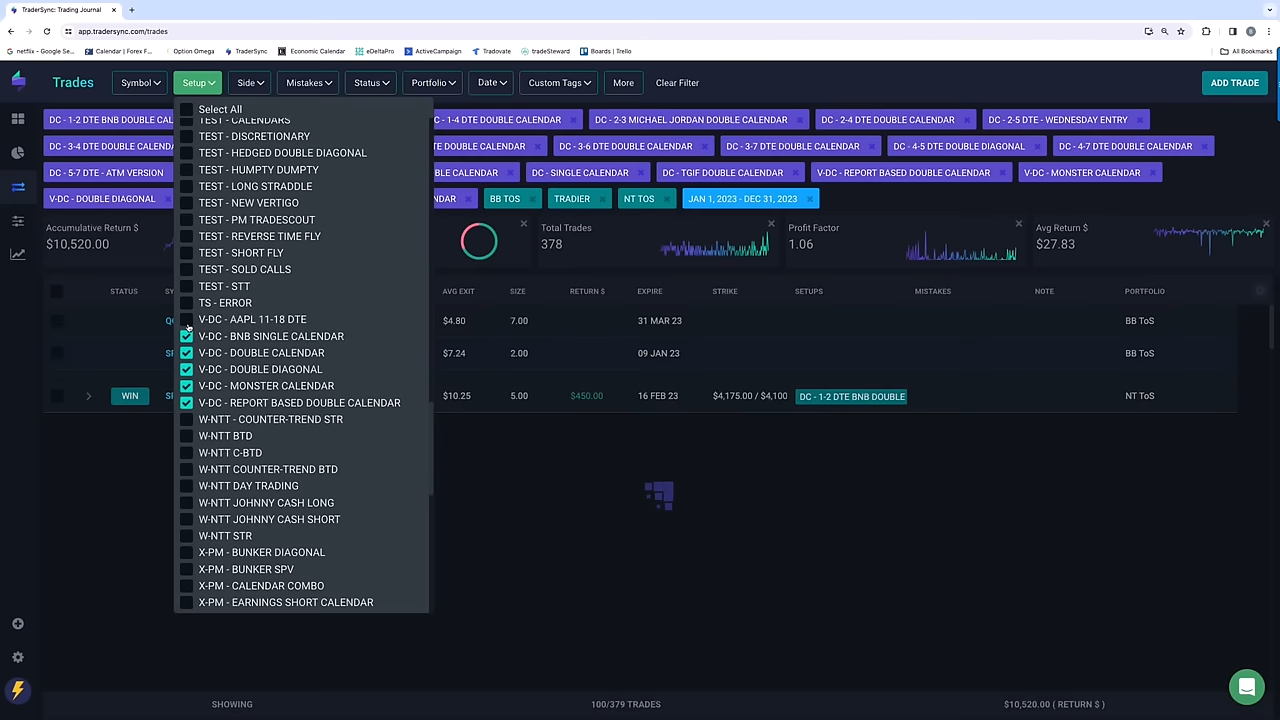 TraderSync: Trading Journal
app.tradersync.com/trades
netflix - Google Se...
Calendar | Forex F...
Option Omega
TraderSync
Economic Calendar
eDeltaPro
ActiveCampaign
Tradovate
tradeSteward
Boards | Trello
All Bookmarks
Trades
Symbol
Setup
Side
Mistakes
Status
Portfolio
Date
Custom Tags
More
Clear Filter
ADD TRADE
DC - 1-2 DTE BNB DOUBLE CAL
C - 1-4 DTE DOUBLE CALENDAR
DC - 2-3 MICHAEL JORDAN DOUBLE CALENDAR
DC - 2-4 DTE DOUBLE CALENDAR
DC - 2-5 DTE - WEDNESDAY ENTRY
DC - 3-4 DTE DOUBLE CALENDA
TE DOUBLE CALENDAR
DC - 3-6 DTE DOUBLE CALENDAR
DC - 3-7 DTE DOUBLE CALENDAR
DC - 4-5 DTE DOUBLE DIAGONAL
DC - 4-7 DTE DOUBLE CALENDAR
DC - 5-7 DTE - ATM VERSION
BLE CALENDAR
DC - SINGLE CALENDAR
DC - TGIF DOUBLE CALENDAR
V-DC - REPORT BASED DOUBLE CALENDAR
V-DC - MONSTER CALENDAR
V-DC - DOUBLE DIAGONAL
NDAR
BB TOS
TRADIER
NT TOS
JAN 1, 2023 - DEC 31, 2023
Select All
TEST - CALENDARS
TEST - DISCRETIONARY
TEST - HEDGED DOUBLE DIAGONAL
TEST - HUMPTY DUMPTY
TEST - LONG STRADDLE
TEST - NEW VERTIGO
TEST - PM TRADESCOUT
TEST - REVERSE TIME FLY
TEST - SHORT FLY
TEST - SOLD CALLS
TEST - STT
TS - ERROR
V-DC - AAPL 11-18 DTE
V-DC - BNB SINGLE CALENDAR
V-DC - DOUBLE CALENDAR
V-DC - DOUBLE DIAGONAL
V-DC - MONSTER CALENDAR
V-DC - REPORT BASED DOUBLE CALENDAR
W-NTT - COUNTER-TREND STR
W-NTT BTD
W-NTT C-BTD
W-NTT COUNTER-TREND BTD
W-NTT DAY TRADING
W-NTT JOHNNY CASH LONG
W-NTT JOHNNY CASH SHORT
W-NTT STR
X-PM - BUNKER DIAGONAL
X-PM - BUNKER SPV
X-PM - CALENDAR COMBO
X-PM - EARNINGS SHORT CALENDAR
Accumulative Return $
$10,520.00
Total Trades
378
Profit Factor
1.06
Avg Return $
$27.83
STATUS SY AVG EXIT SIZE RETURN $ EXPIRE STRIKE SETUPS MISTAKES NOTE PORTFOLIO
$4.80 7.00 31 MAR 23 BB ToS
$7.24 2.00 09 JAN 23 BB ToS
WIN $10.25 5.00 $450.00 16 FEB 23 $4,175.00 / $4,100 DC - 1-2 DTE BNB DOUBLE NT ToS
SHOWING 100/379 TRADES $10,520.00 ( RETURN $ )